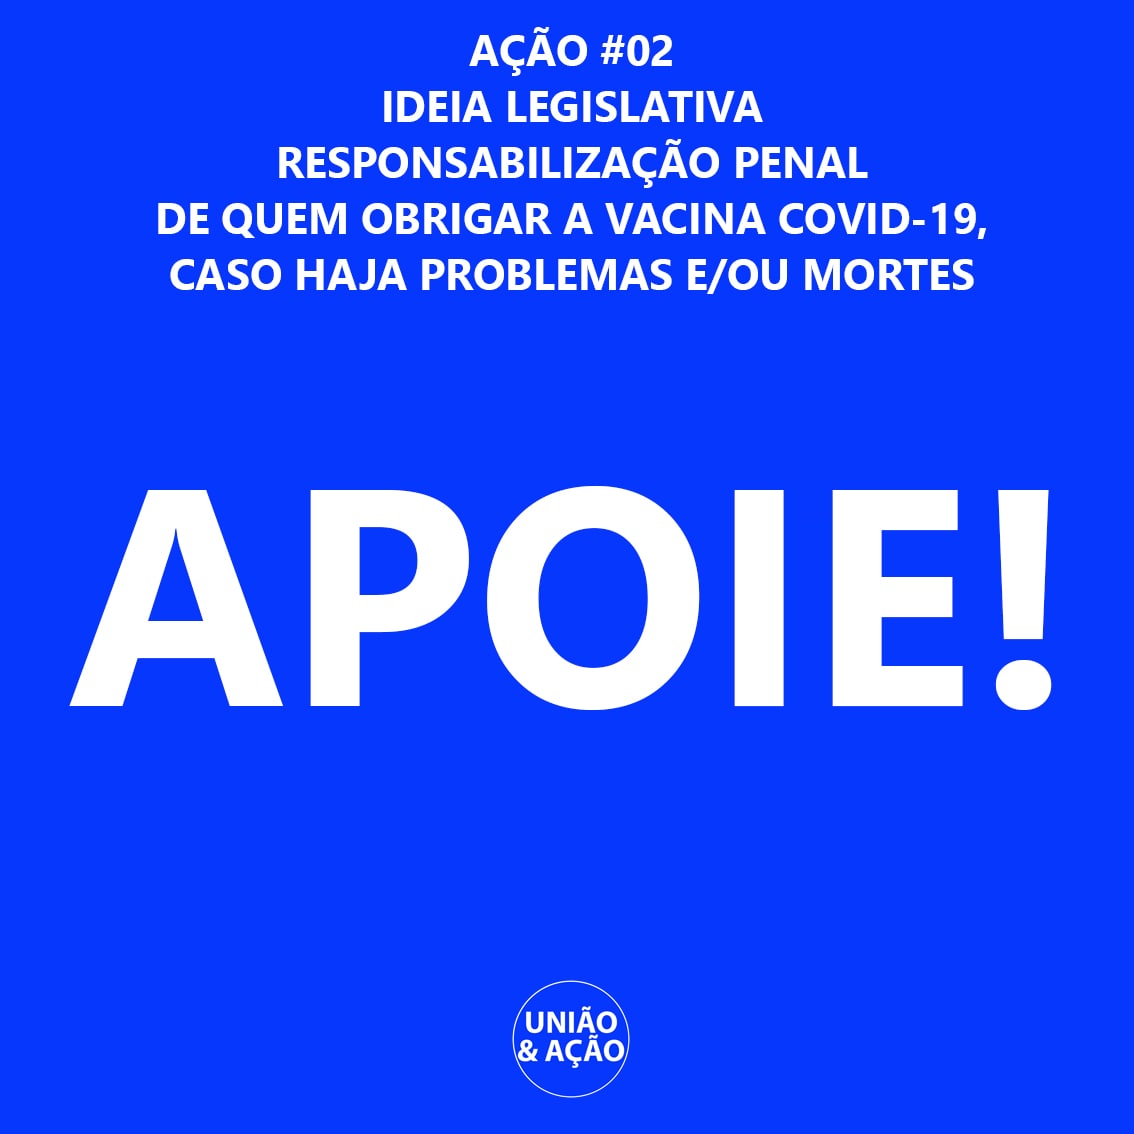 AÇÃO #02
IDEIA LEGISLATIVA
RESPONSABILIZAÇÃO PENAL
DE QUEM OBRIGAR A VACINA COVID-19,
CASO HAJA PROBLEMAS E/OU MORTES
APOIE!
UNIÃO
& AÇÃO